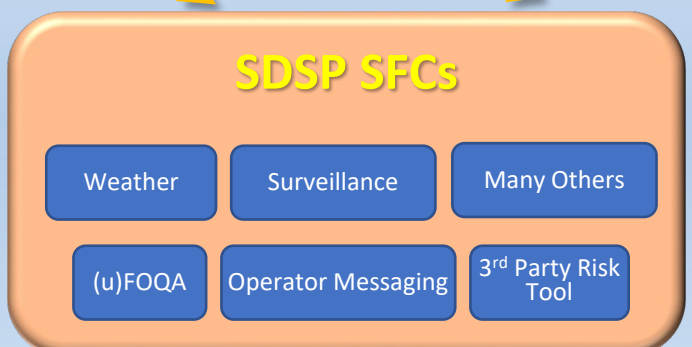 SDSP SFCs
Weather
Surveillance
Many Others
(u)FOQA
Operator Messaging
3rd Party Risk
Tool